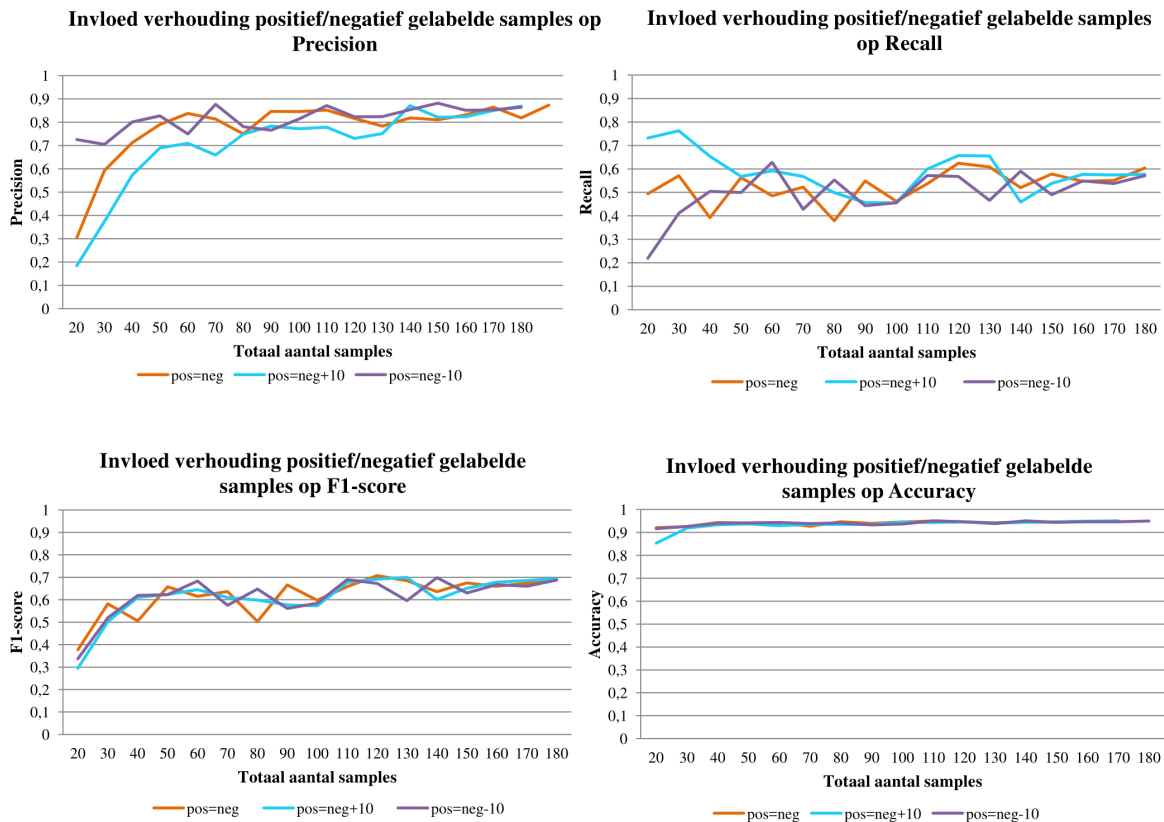 Invloed verhouding positief/negatief gelabelde samples op
Precision
1
0,9
0,8
0,7
0,6
0,5
0,4
0,3
0,2
0,1
0
Precision
20 30 40 50 60 70 80 90 100 110 120 130 140 150 160 170 180
Totaal aantal samples
pos=neg pos=neg+10 pos=neg-10
Invloed verhouding positief/negatief gelabelde samples
op Recall
1
0,9
0,8
0,7
0,6
0,5
0,4
0,3
0,2
0,1
0
Recall
20 30 40 50 60 70 80 90 100 110 120 130 140 150 160 170 180
Totaal aantal samples
pos=neg pos=neg+10 pos=neg-10
Invloed verhouding positief/negatief gelabelde
samples op F1-score
1
0,9
0,8
0,7
0,6
0,5
0,4
0,3
0,2
0,1
0
F1-score
20 30 40 50 60 70 80 90 100 110 120 130 140 150 160 170 180
Totaal aantal samples
pos=neg pos=neg+10 pos=neg-10
Invloed verhouding positief/negatief gelabelde
samples op Accuracy
1
0,9
0,8
0,7
0,6
0,5
0,4
0,3
0,2
0,1
0
Accuracy
20 30 40 50 60 70 80 90 100 110 120 130 140 150 160 170 180
Totaal aantal samples
pos=neg pos=neg+10 pos=neg-10